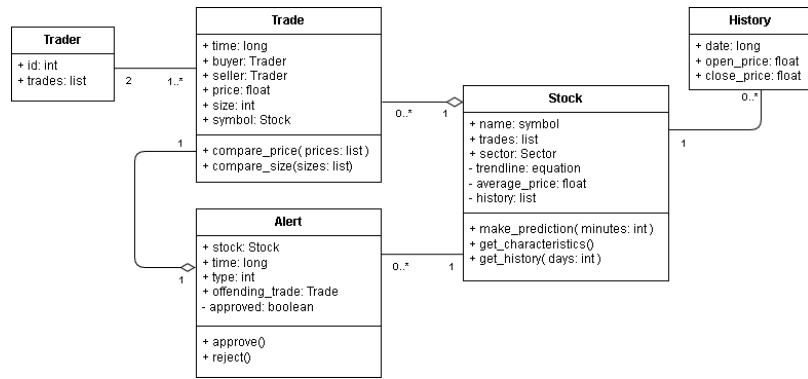 Trader
+ id: int
+ trades: list
2
1..*
Trade
+ time: long
+ buyer: Trader
+ seller: Trader
+ price: float
+ size: int
+ symbol: Stock
+ compare_price( prices: list )
+ compare_size(sizes: list)
1
0..*
1
History
+ date: long
+ open_price: float
+ close_price: float
0..*
1
Stock
+ name: symbol
+ trades: list
+ sector: Sector
- trendline: equation
- average_price: float
- history: list
+ make_prediction( minutes: int )
+ get_characteristics()
+ get_history( days: int )
Alert
+ stock: Stock
+ time: long
+ type: int
+ offending_trade: Trade
- approved: boolean
+ approve()
+ reject()
1
0..*
1